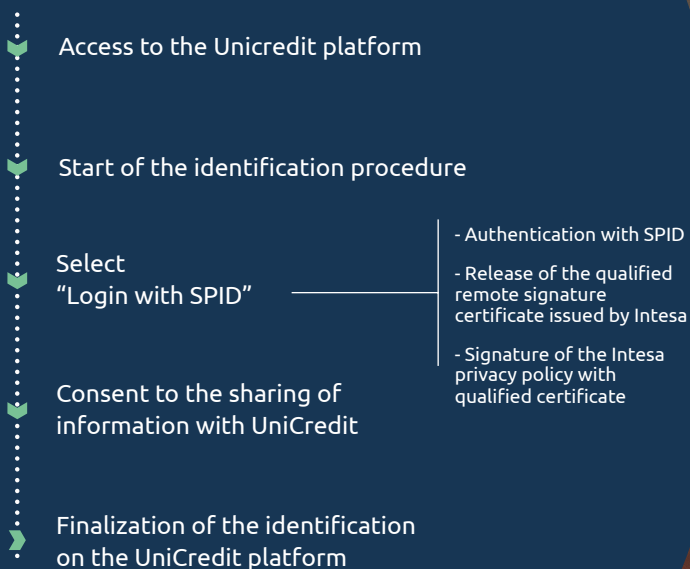 Access to the Unicredit platform
Start of the identification procedure
Select
“Login with SPID”
- Authentication with SPID
- Release of the qualified
remote signature
certificate issued by Intesa
- Signature of the Intesa
privacy policy with
qualified certificate
Consent to the sharing of
information with UniCredit
Finalization of the identification
on the UniCredit platform